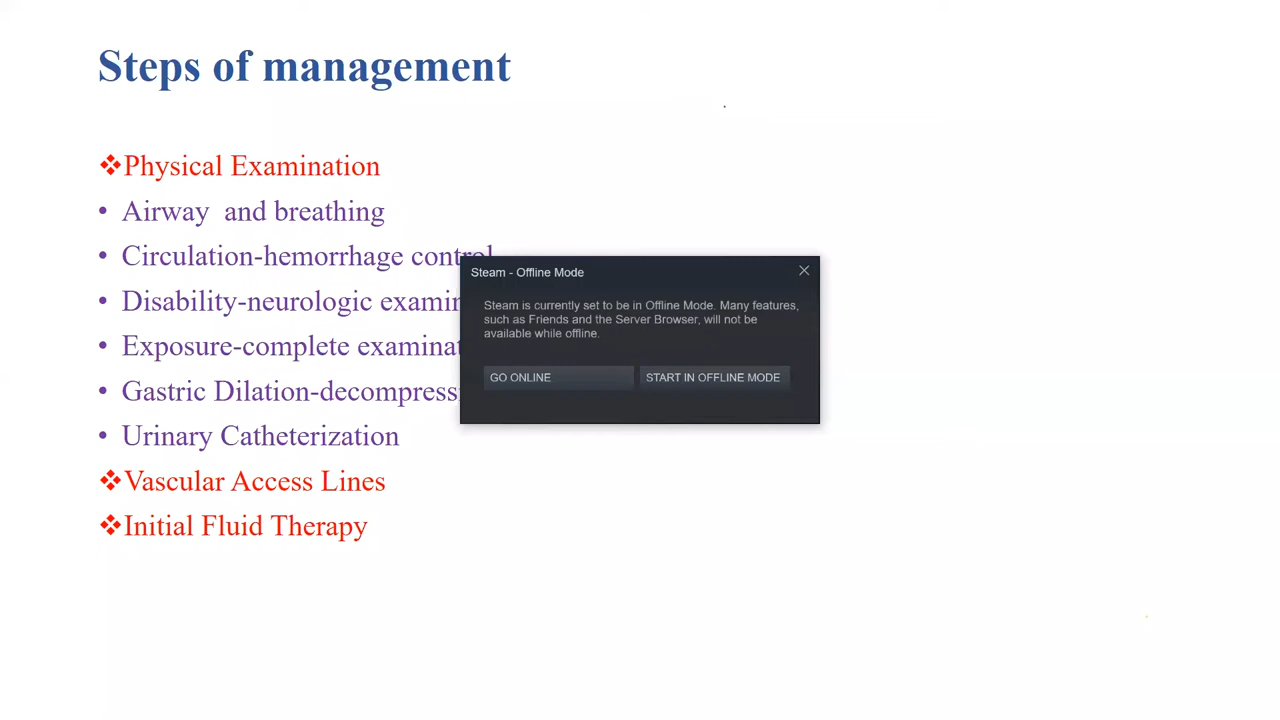 Steps of management
❖Physical Examination
• Airway and breathing
• Circulation-hemorrhage control
• Disability-neurologic examin
• Exposure-complete examinat
• Gastric Dilation-decompress
• Urinary Catheterization
❖Vascular Access Lines
❖Initial Fluid Therapy
Steam - Offline Mode
Steam is currently set to be in Offline Mode. Many features,
such as Friends and the Server Browser, will not be
available while offline.
GO ONLINE
START IN OFFLINE MODE